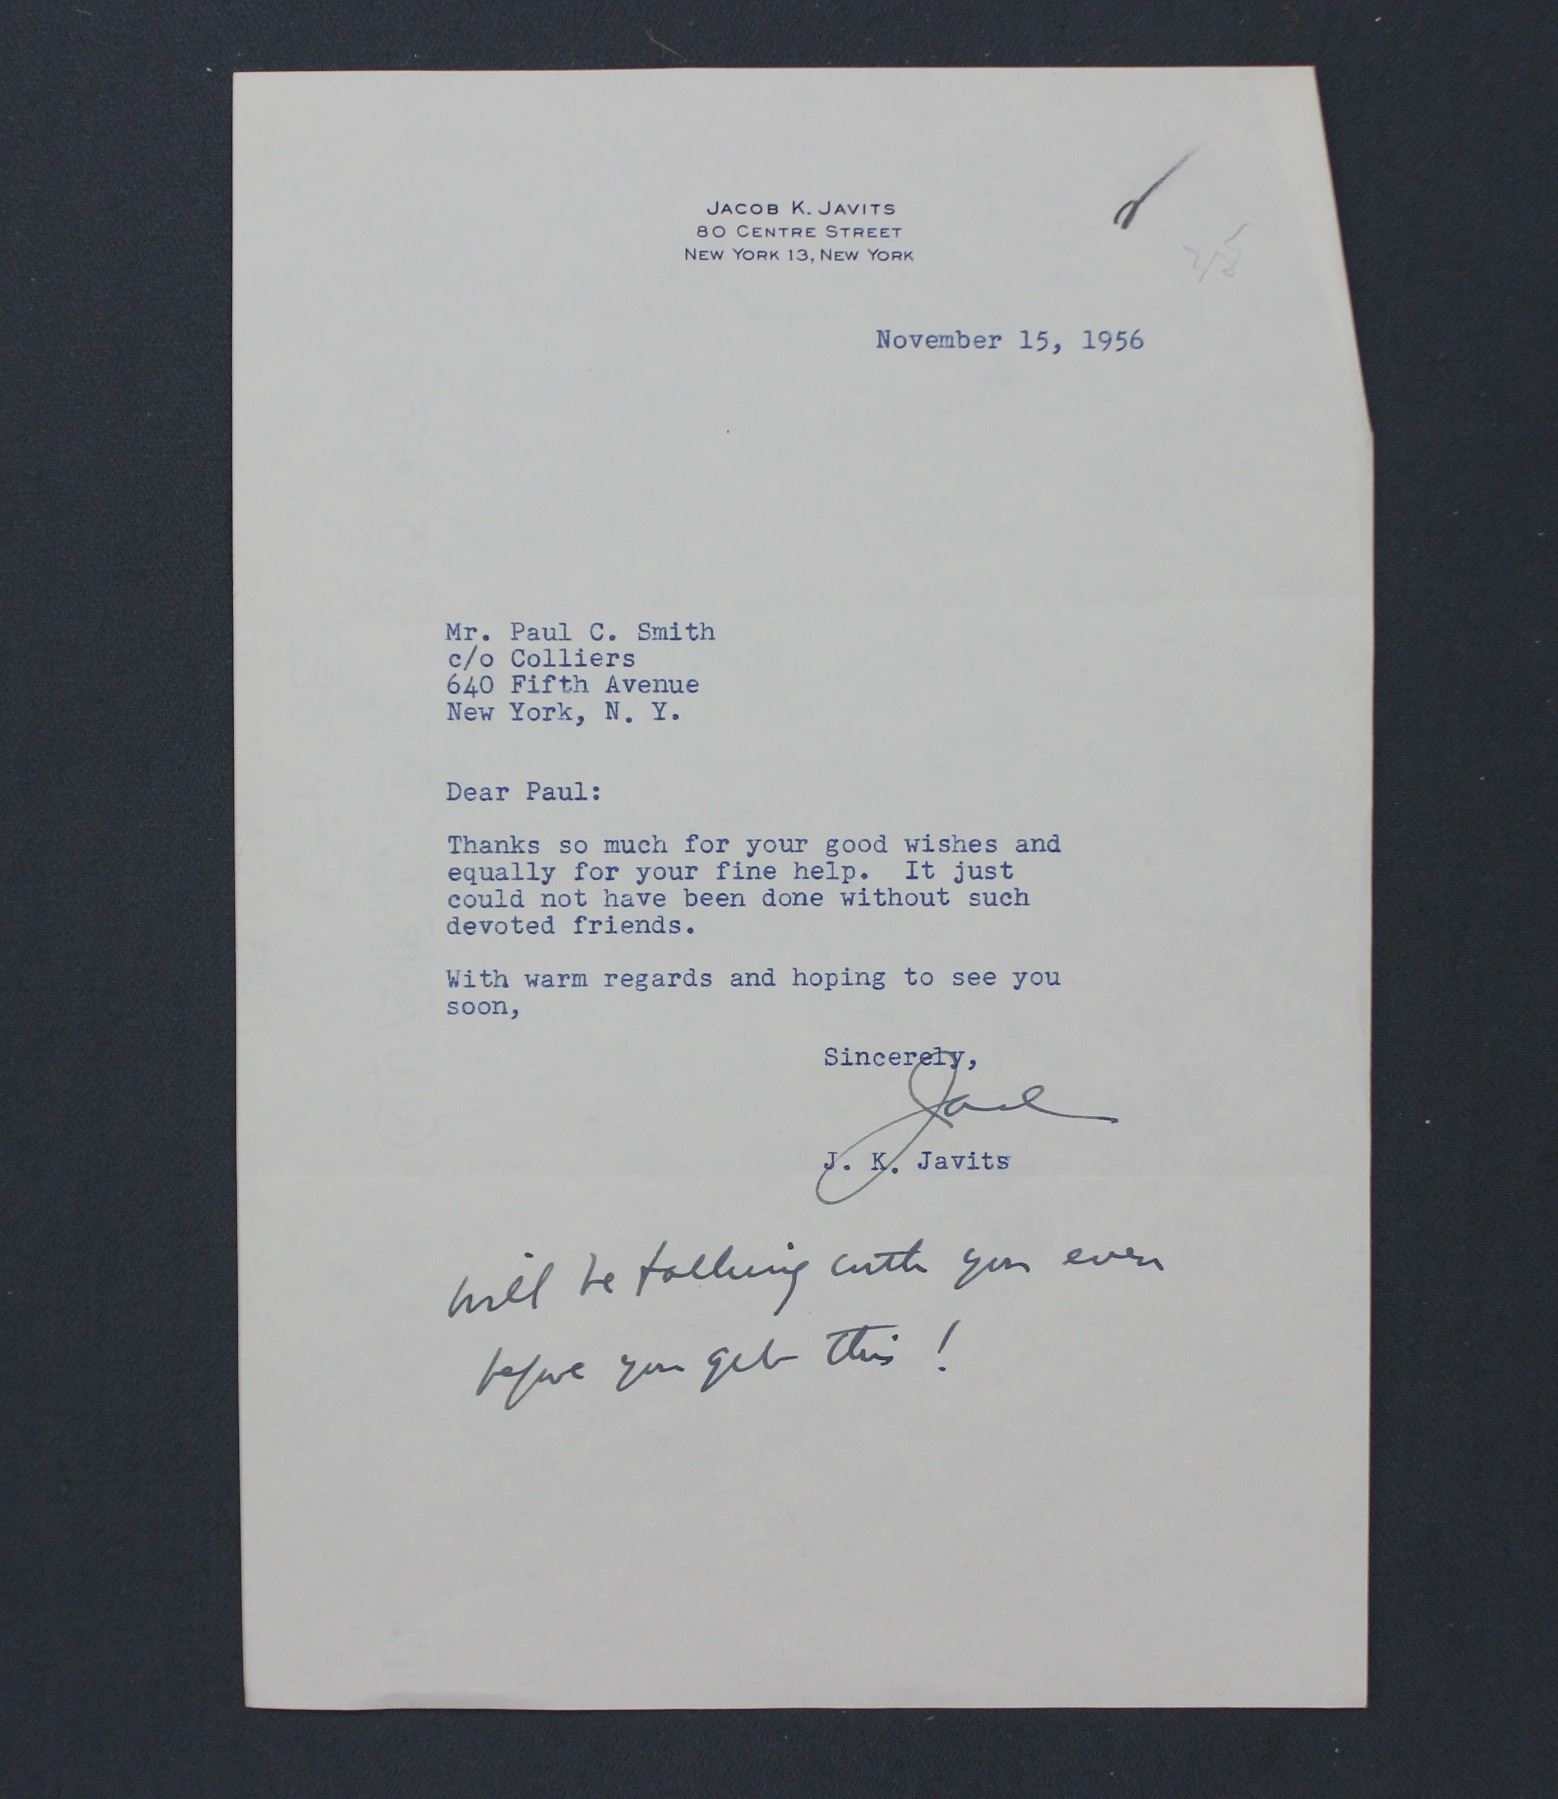 JACOB K. JAVITS
80 CENTRE STREET
NEW YORK 13, NEW YORK
November 15, 1956
Mr. Paul C. Smith
c/o Colliers
640 Fifth Avenue
New York, N. Y.
Dear Paul:
Thanks so much for your good wishes and
equally for your fine help. It just
could not have been done without such
devoted friends.
With warm regards and hoping to see you
soon,
Sincerely,
Jack
J. K. Javits
Will be talking with you even
before you get this!